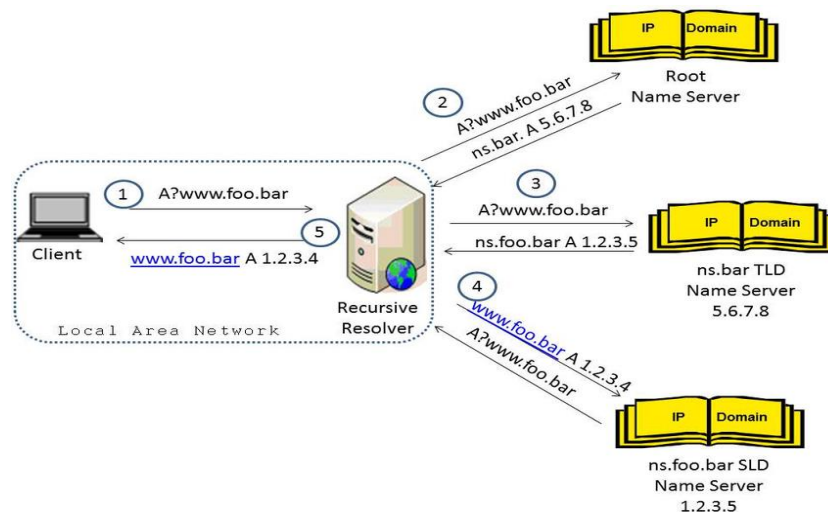 IP Domain
Root
Name Server
2
A?www.foo.bar
ns.bar. A 5.6.7.8
1
A?www.foo.bar
5
www.foo.bar A 1.2.3.4
Client
Recursive
Resolver
Local Area Network
3
A?www.foo.bar
ns.foo.bar A 1.2.3.5
IP Domain
ns.bar TLD
Name Server
5.6.7.8
4
www.foo.bar A 1.2.3.4
A?www.foo.bar
IP Domain
ns.foo.bar SLD
Name Server
1.2.3.5